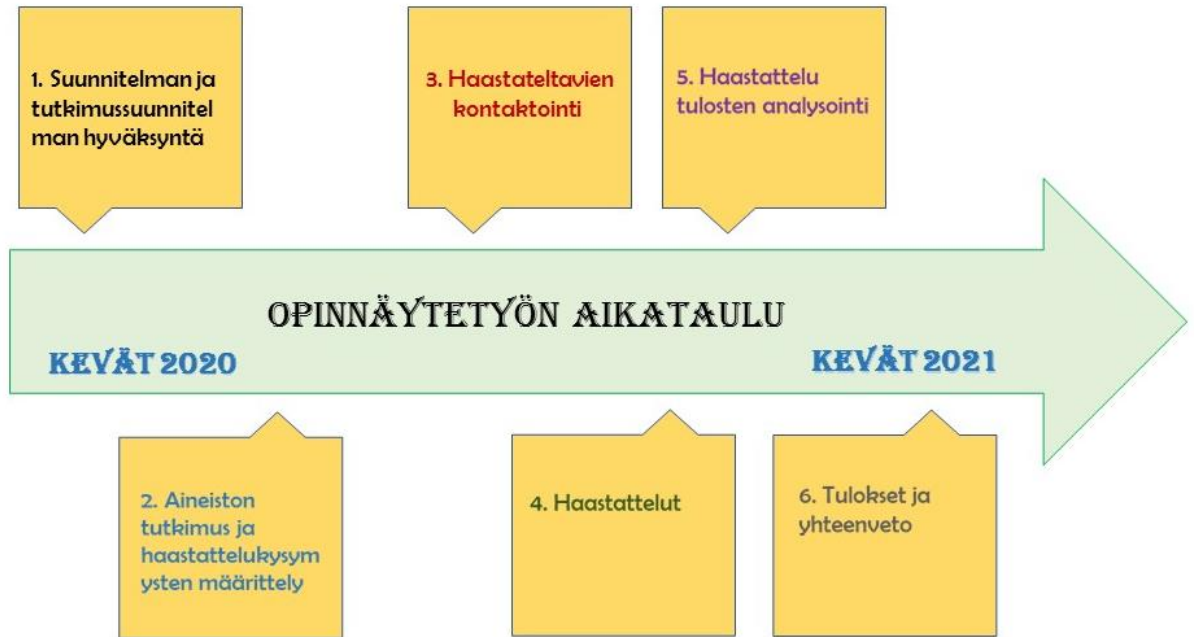 1. Suunnitelman ja
tutkimussuunnitel
man hyväksyntä
3. Haastateltavien
kontaktointi
5. Haastattelu
tulosten analysointi
OPINNÄYTETYÖN AIKATAULU
KEVÄT 2020
KEVÄT 2021
2. Aineiston
tutkimus ja
haastattelukysym
ysten määrittely
4. Haastattelut
6. Tulokset ja
yhteenveto